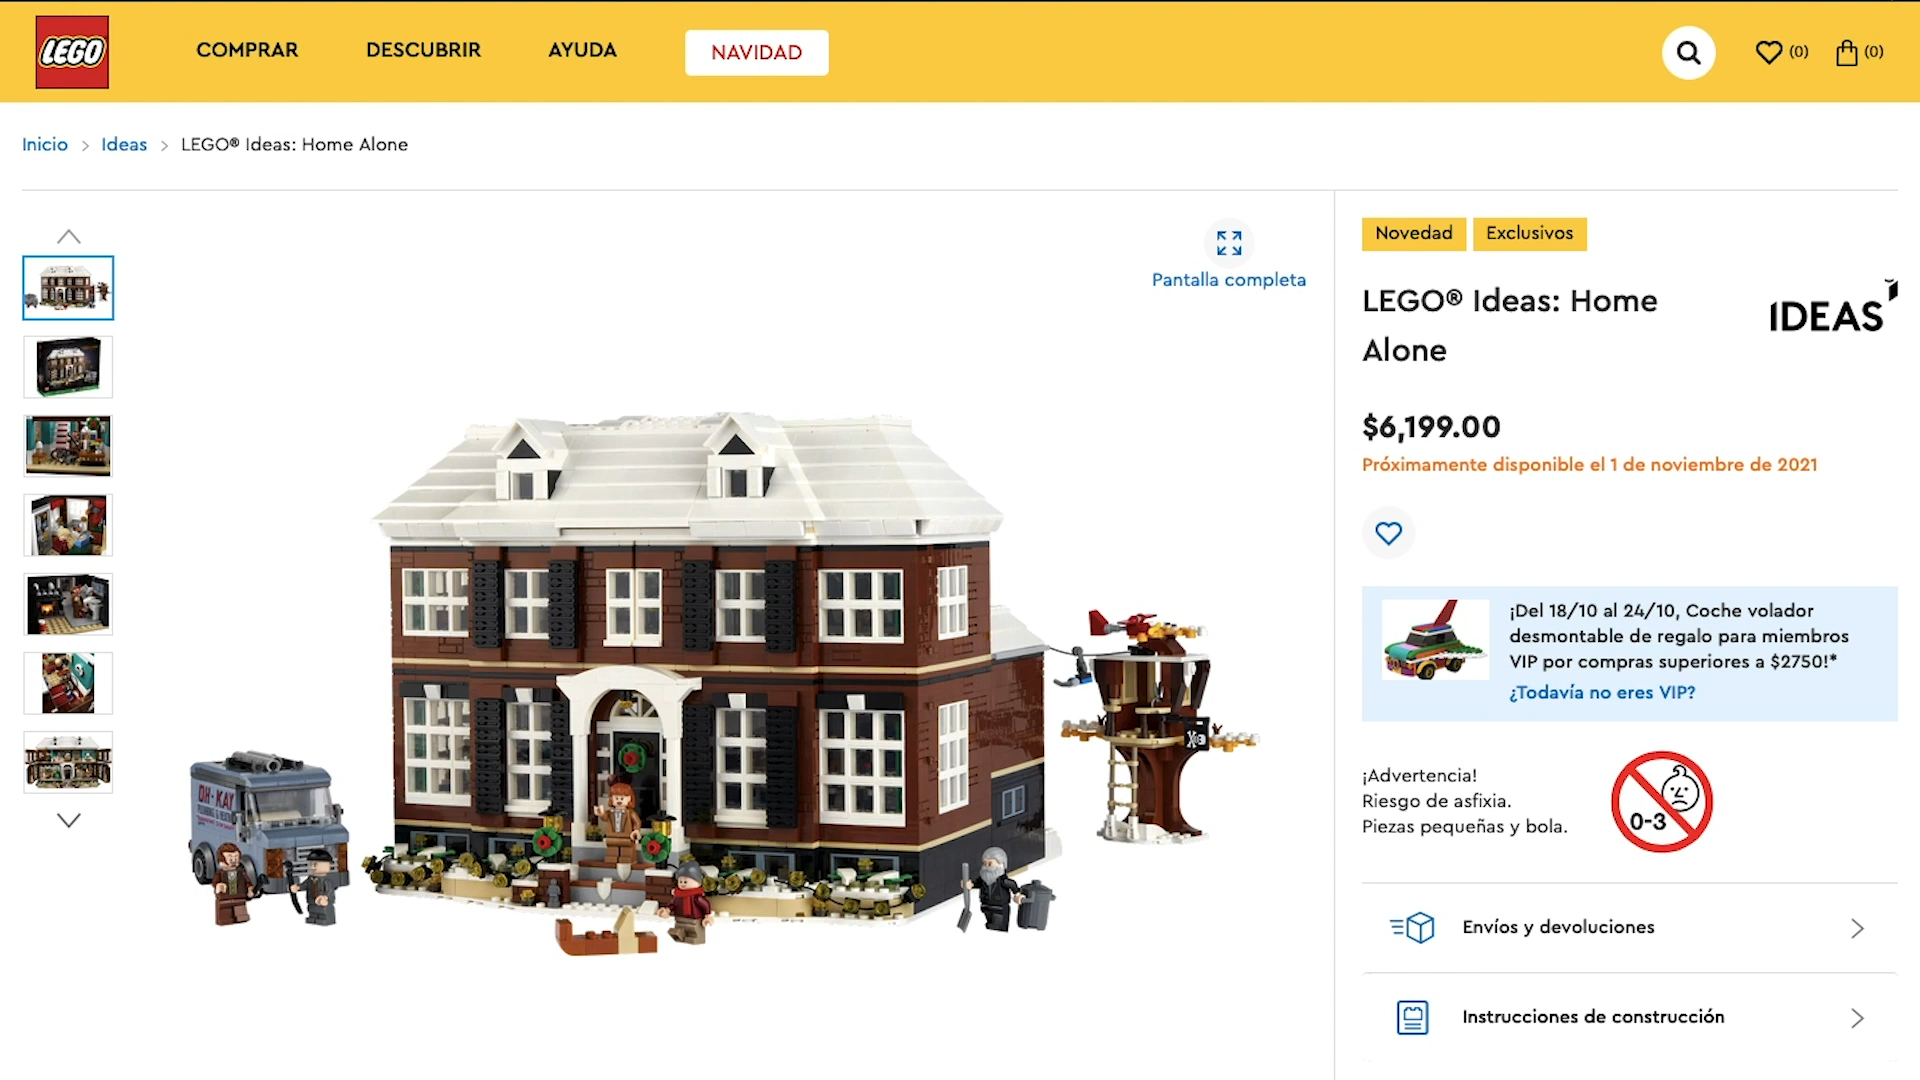 LEGO
COMPRAR
DESCUBRIR
AYUDA
NAVIDAD
(0)
(0)
Inicio > Ideas > LEGO® Ideas: Home Alone
Pantalla completa
Novedad
Exclusivos
LEGO® Ideas: Home
Alone
IDEAS
$6,199.00
Próximamente disponible el 1 de noviembre de 2021
¡Del 18/10 al 24/10, Coche volador
desmontable de regalo para miembros
VIP por compras superiores a $2750!*
¿Todavía no eres VIP?
¡Advertencia!
Riesgo de asfixia.
Piezas pequeñas y bola.
0-3
Envíos y devoluciones
Instrucciones de construcción
OH-KAY